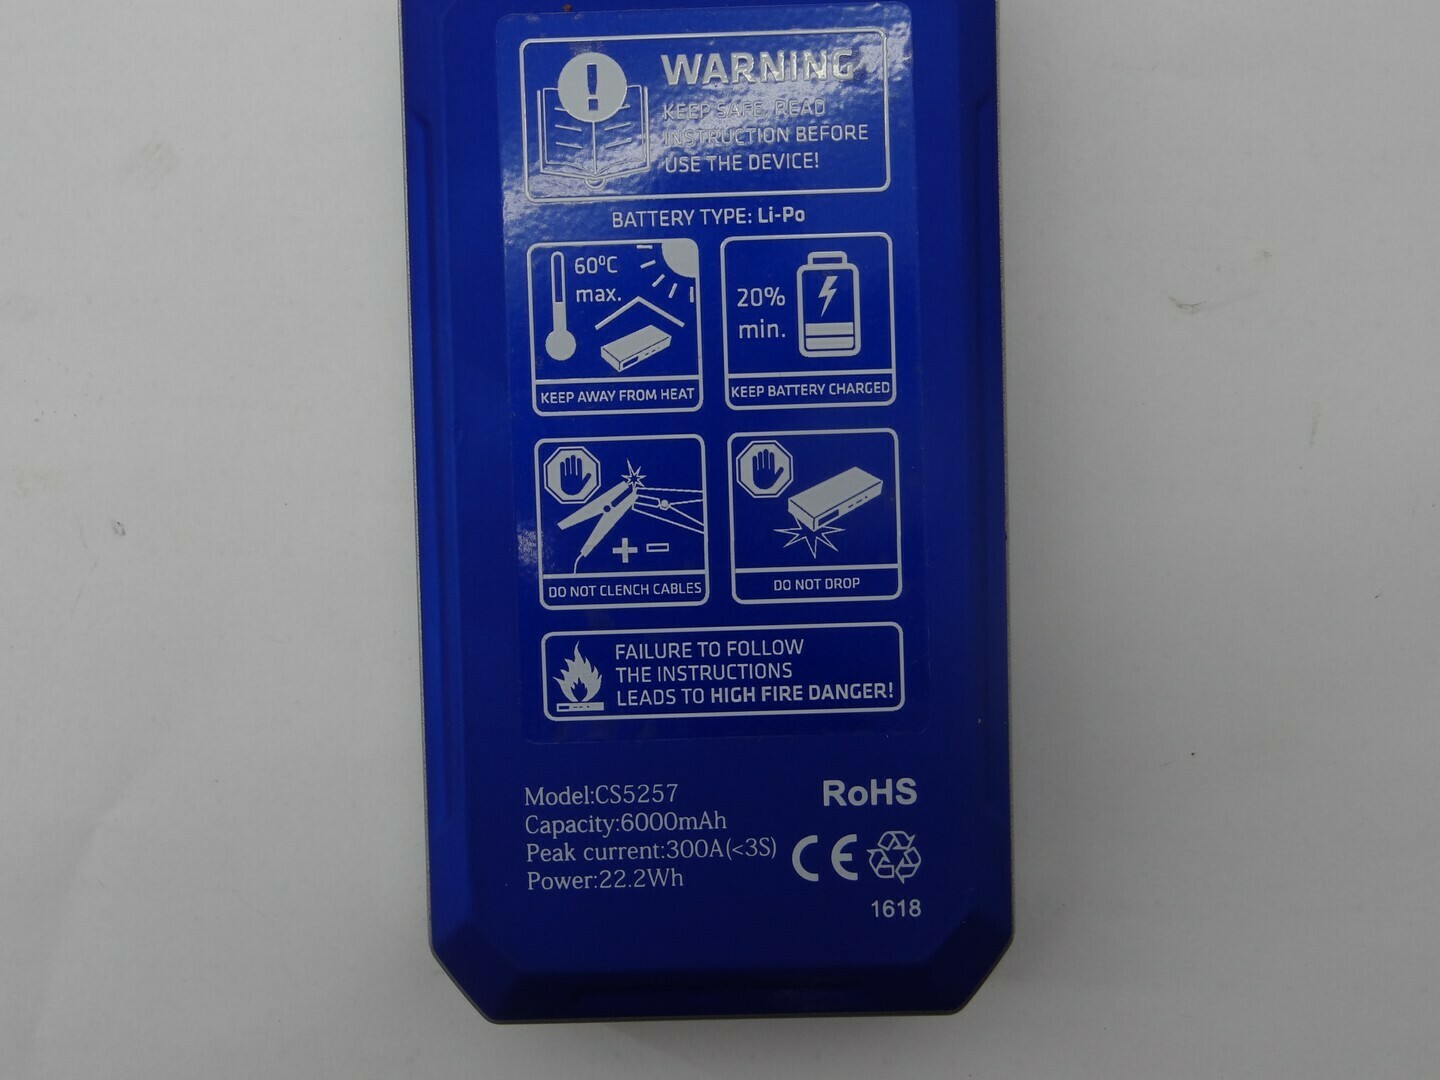 WARNING
KEEP SAFE, READ
INSTRUCTION BEFORE
USE THE DEVICE!
BATTERY TYPE: Li-Po
60ºC
max.
KEEP AWAY FROM HEAT
20%
min.
KEEP BATTERY CHARGED
+ -
DO NOT CLENCH CABLES
DO NOT DROP
FAILURE TO FOLLOW
THE INSTRUCTIONS
LEADS TO HIGH FIRE DANGER!
Model:CS5257
Capacity:6000mAh
Peak current:300A(<3S)
Power:22.2Wh
RoHS
CE
1618